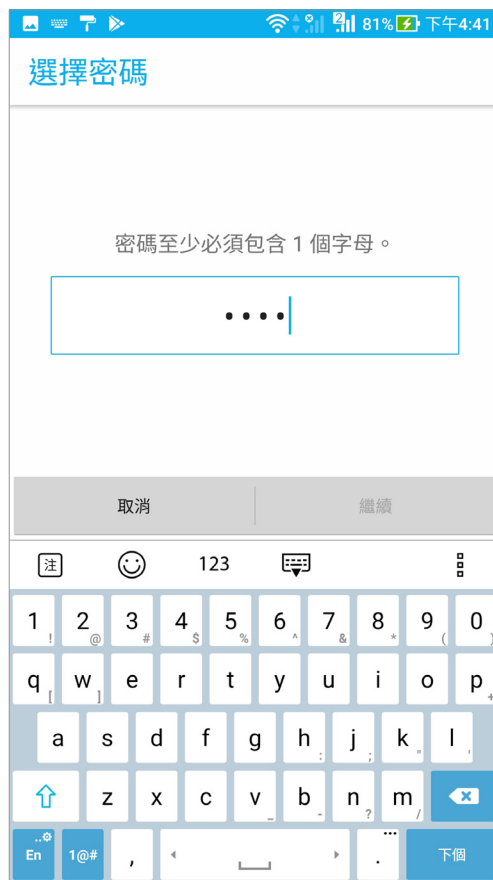 2 81% 下午4:41
選擇密碼
密碼至少必須包含 1 個字母。
••••
取消 繼續
注 123
1 ! 2 @ 3 # 4 $ 5 % 6 ^ 7 & 8 * 9 ( 0 )
q [ w ] e r t y u i o p +
a s d f g h : j ; k " l '
z x c v _ b - n ? m /
En 1@# , . 下個